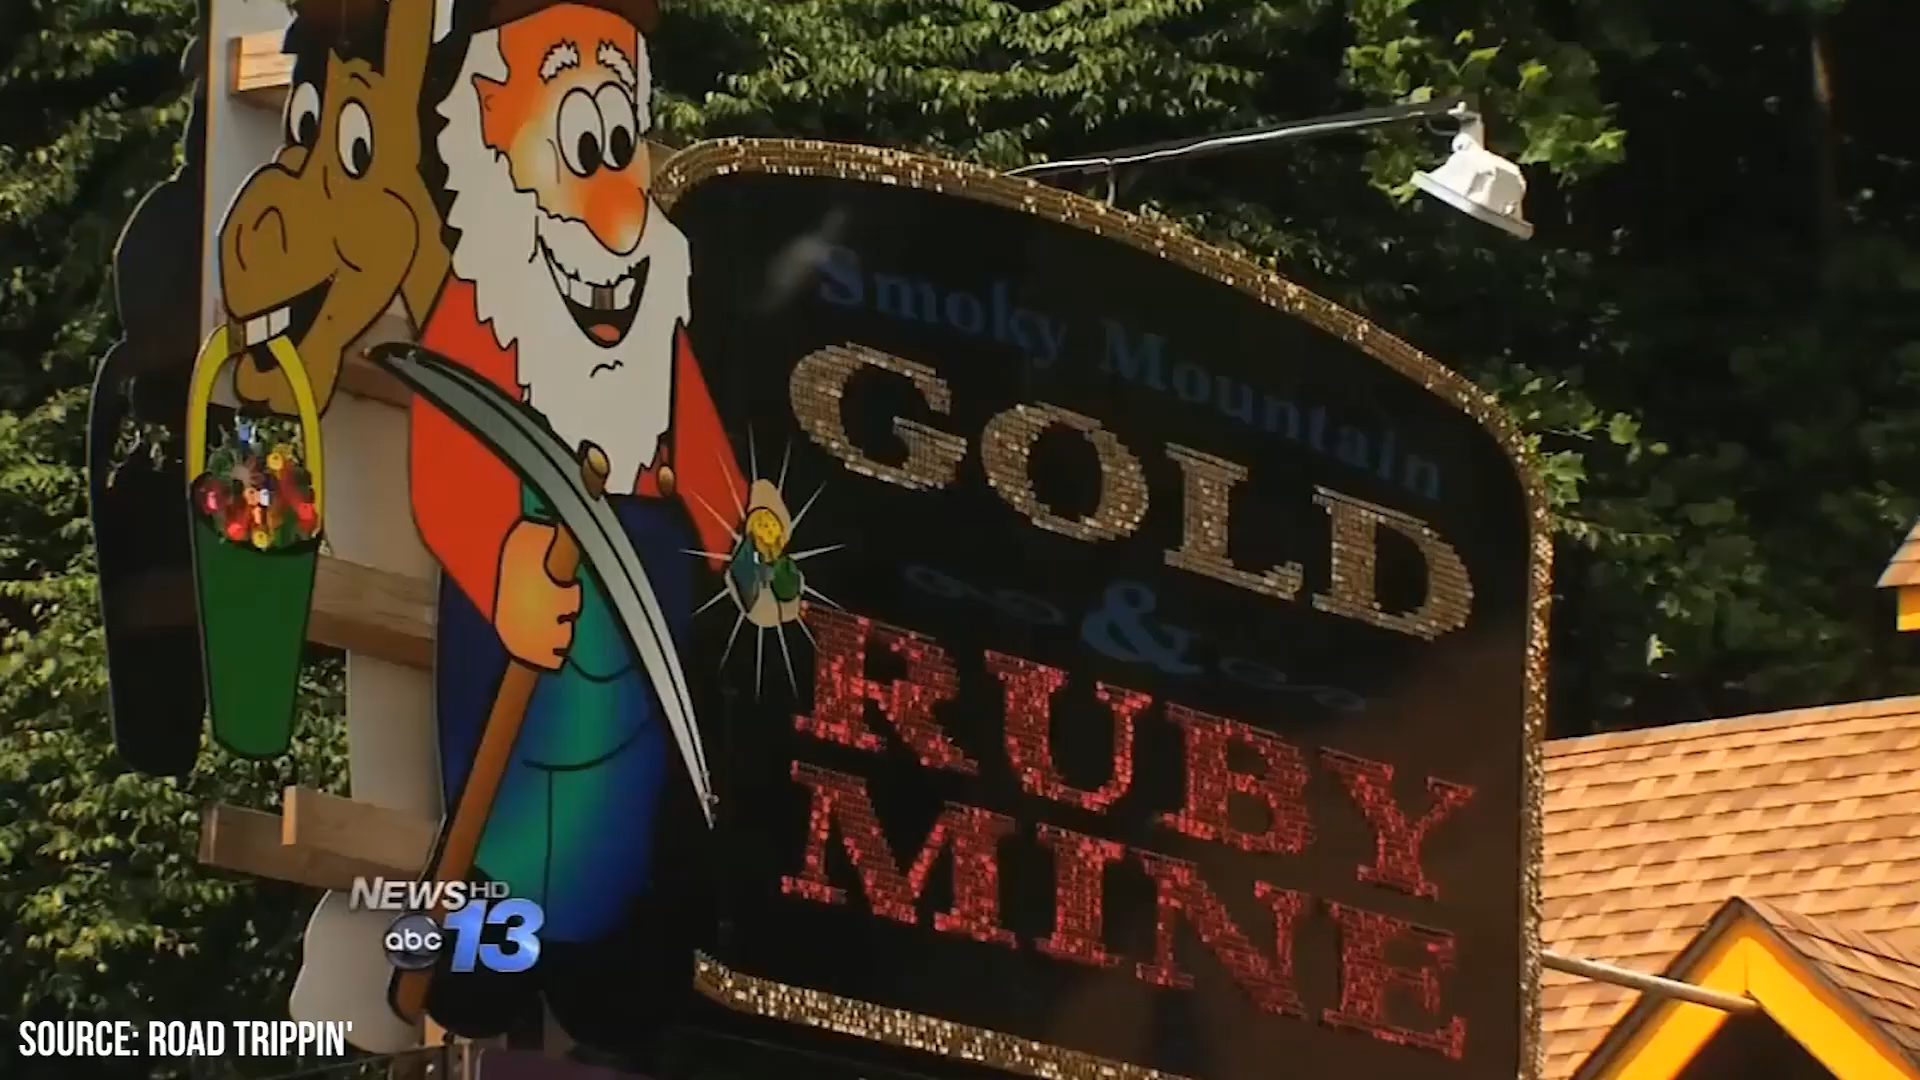 Smoky Mountain
GOLD
&
RUBY
MINE
NEWS HD
abc 13
SOURCE: ROAD TRIPPIN'